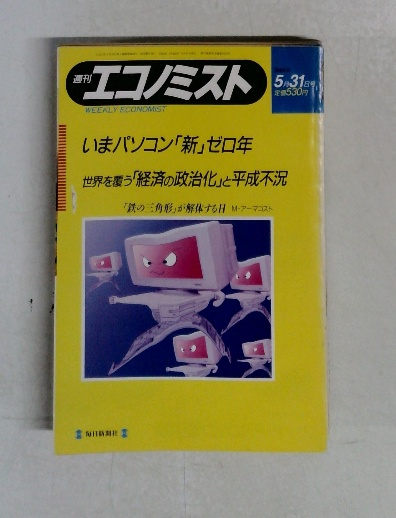 週刊 エコノミスト
WEEKLY ECONOMIST
5月31日号
定価530円
いまパソコン「新」ゼロ年
世界を覆う「経済の政治化」と平成不況
「鉄の三角形」が解体する日 M・アーマコスト
毎日新聞社